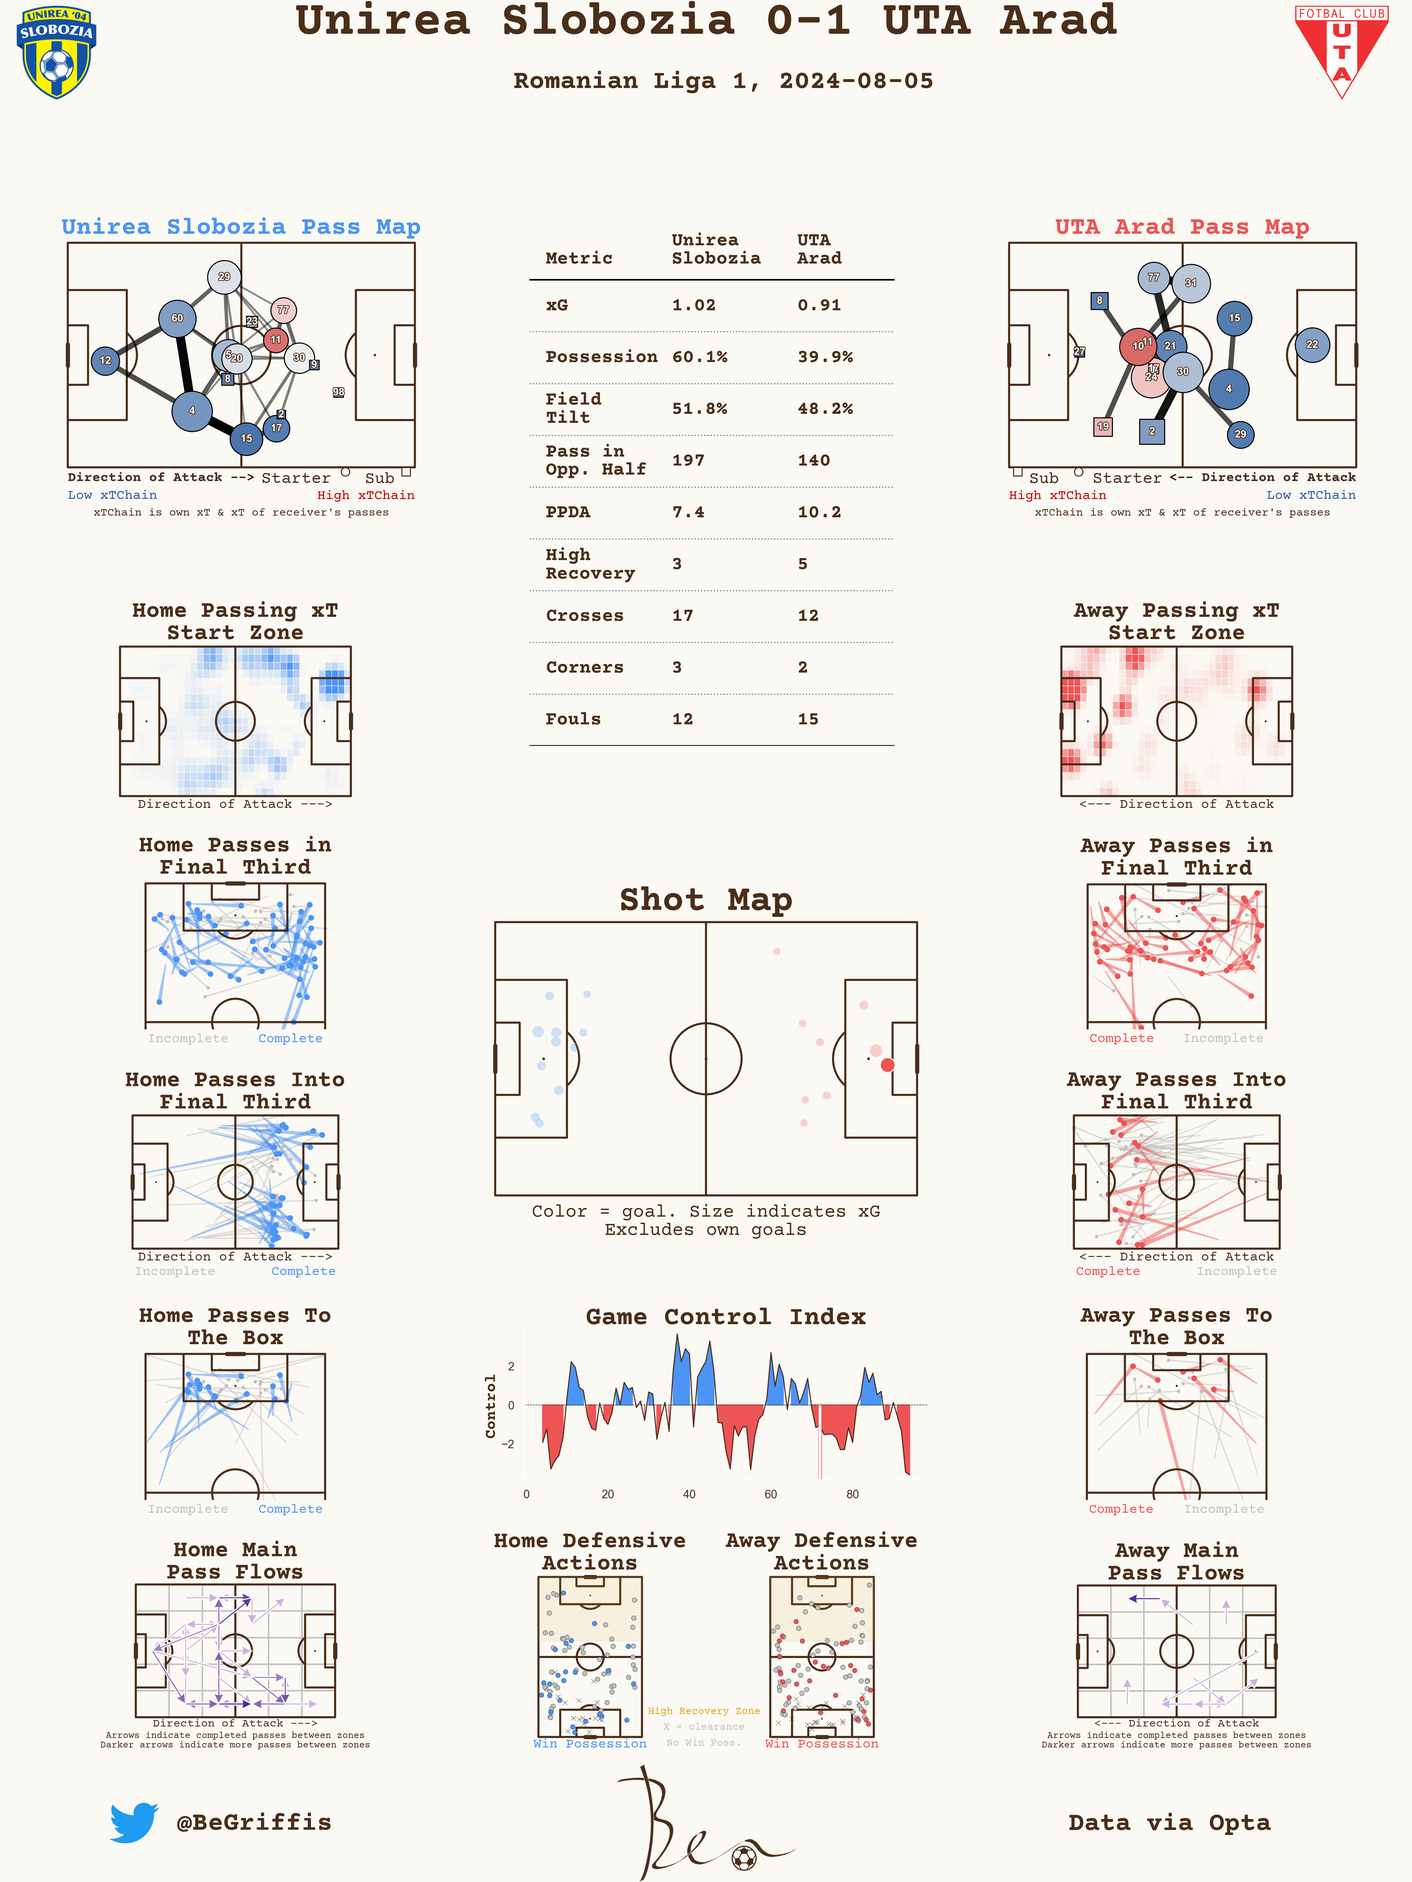 Unirea Slobozia 0-1 UTA Arad
Romanian Liga 1, 2024-08-05
UNIREA '04
SLOBOZIA
FOTBAL CLUB
U
T
A
Unirea Slobozia Pass Map
29
77
60
23
11
5
20
30
9
12
8
98
4
2
17
15
Direction of Attack --> Starter Sub
Low xTChain High xTChain
xTChain is own xT & xT of receiver's passes
Metric Unirea Slobozia UTA Arad
xG 1.02 0.91
Possession 60.1% 39.9%
Field Tilt 51.8% 48.2%
Pass in Opp. Half 197 140
PPDA 7.4 10.2
High Recovery 3 5
Crosses 17 12
Corners 3 2
Fouls 12 15
UTA Arad Pass Map
77
31
8
15
27
10
11
21
22
17
24
30
4
19
2
29
Sub Starter <-- Direction of Attack
High xTChain Low xTChain
xTChain is own xT & xT of receiver's passes
Home Passing xT
Start Zone
Direction of Attack --->
Away Passing xT
Start Zone
<--- Direction of Attack
Home Passes in
Final Third
Incomplete Complete
Away Passes in
Final Third
Complete Incomplete
Shot Map
Color = goal. Size indicates xG
Excludes own goals
Home Passes Into
Final Third
Direction of Attack --->
Incomplete Complete
Away Passes Into
Final Third
<--- Direction of Attack
Complete Incomplete
Home Passes To
The Box
Incomplete Complete
Game Control Index
Control
2
0
−2
0 20 40 60 80
Away Passes To
The Box
Complete Incomplete
Home Main
Pass Flows
Direction of Attack --->
Arrows indicate completed passes between zones
Darker arrows indicate more passes between zones
Home Defensive
Actions
Win Possession
High Recovery Zone
X = clearance
No Win Poss.
Away Defensive
Actions
Win Possession
Away Main
Pass Flows
<--- Direction of Attack
Arrows indicate completed passes between zones
Darker arrows indicate more passes between zones
@BeGriffis
Ben
Data via Opta